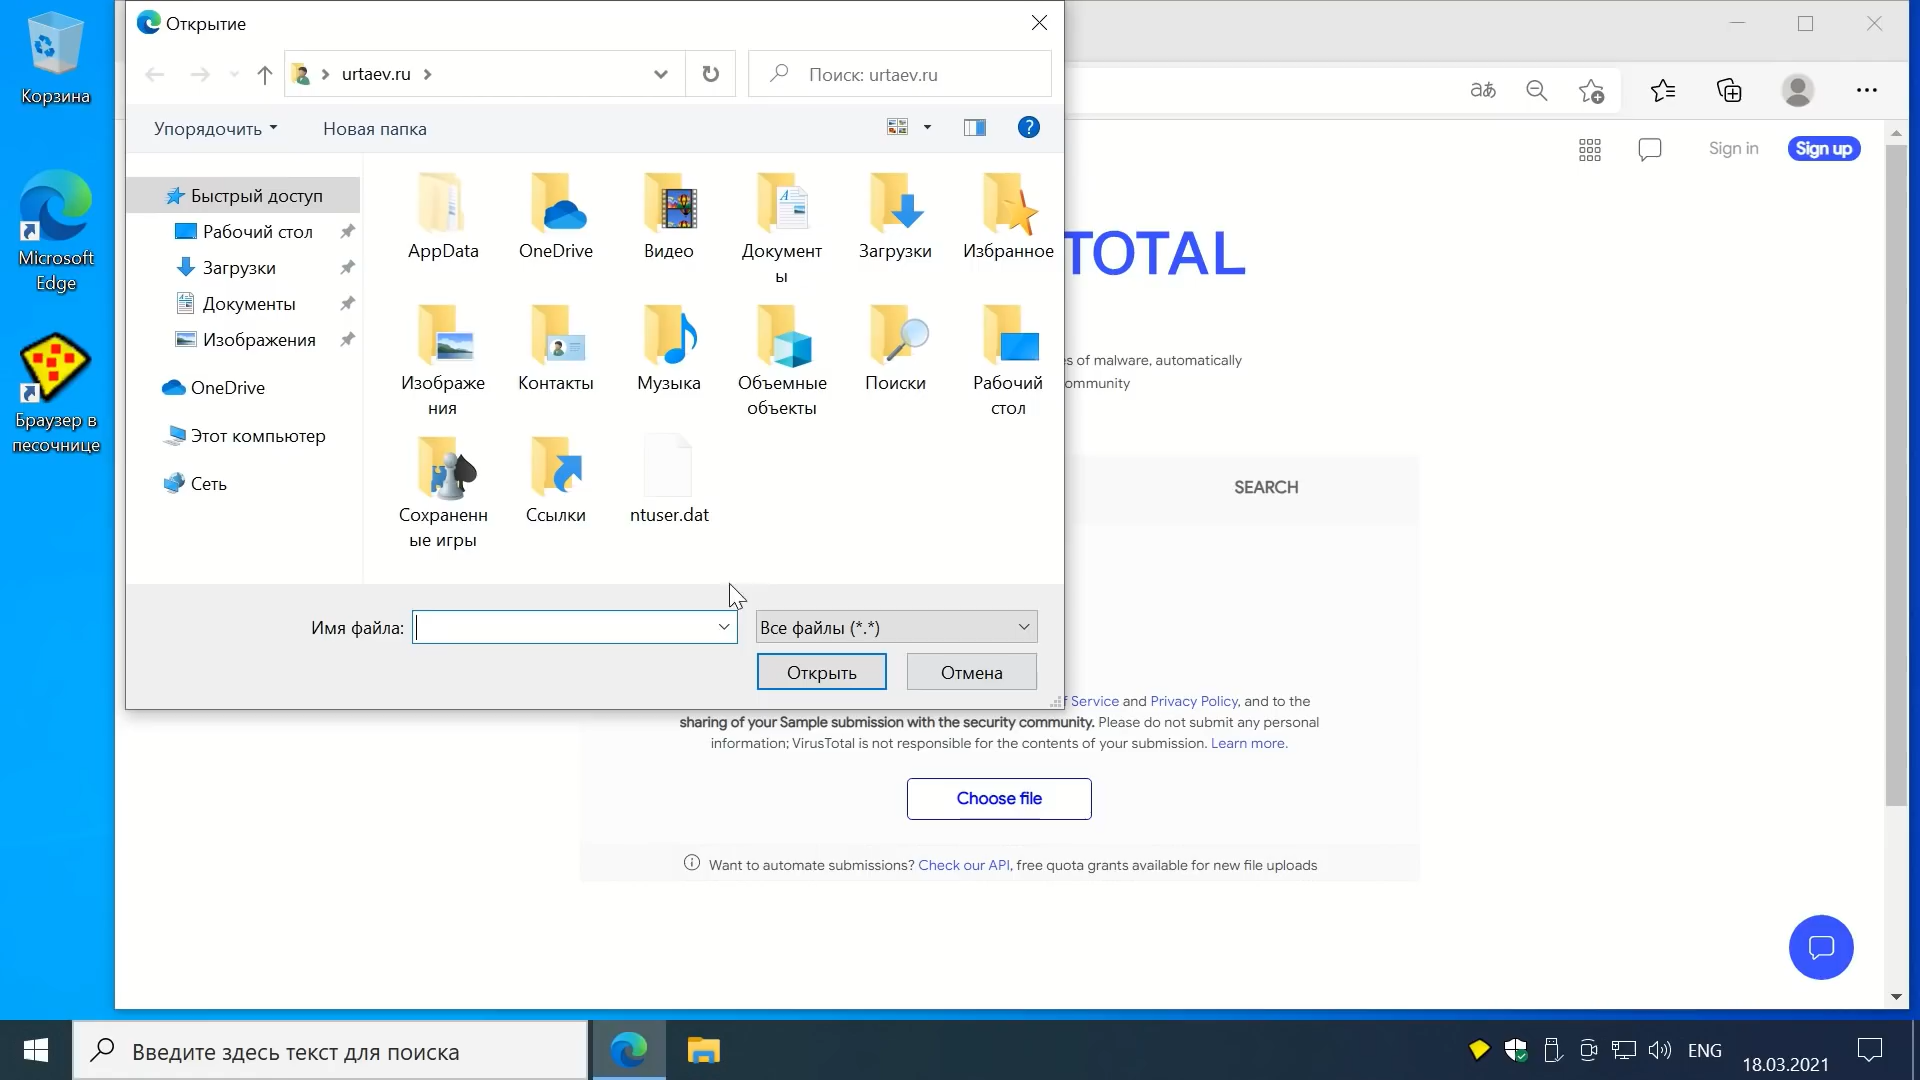 Корзина
Microsoft
Edge
Браузер в
песочнице
Открытие
urtaev.ru
Поиск: urtaev.ru
Упорядочить
Новая папка
Быстрый доступ
Рабочий стол
Загрузки
Документы
Изображения
OneDrive
Этот компьютер
Сеть
AppData
OneDrive
Видео
Документ
ы
Загрузки
Избранное
Изображе
ния
Контакты
Музыка
Объемные
объекты
Поиски
Рабочий
стол
Сохраненн
ые игры
Ссылки
ntuser.dat
Имя файла:
Все файлы (*.*)
Открыть
Отмена
Sign in
Sign up
TOTAL
s of malware, automatically
ommunity
SEARCH
f Service and Privacy Policy, and to the
sharing of your Sample submission with the security community. Please do not submit any personal
information; VirusTotal is not responsible for the contents of your submission. Learn more.
Choose file
Want to automate submissions? Check our API, free quota grants available for new file uploads
Введите здесь текст для поиска
ENG
18.03.2021